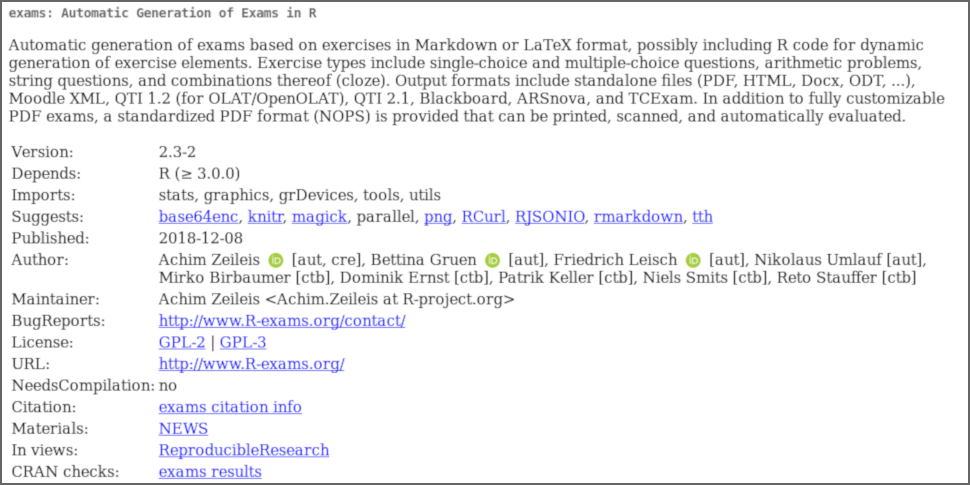 exams: Automatic Generation of Exams in R
Automatic generation of exams based on exercises in Markdown or LaTeX format, possibly including R code for dynamic
generation of exercise elements. Exercise types include single-choice and multiple-choice questions, arithmetic problems,
string questions, and combinations thereof (cloze). Output formats include standalone files (PDF, HTML, Docx, ODT, ...),
Moodle XML, QTI 1.2 (for OLAT/OpenOLAT), QTI 2.1, Blackboard, ARSnova, and TCExam. In addition to fully customizable
PDF exams, a standardized PDF format (NOPS) is provided that can be printed, scanned, and automatically evaluated.
Version: 2.3-2
Depends: R (≥ 3.0.0)
Imports: stats, graphics, grDevices, tools, utils
Suggests: base64enc, knitr, magick, parallel, png, RCurl, RJSONIO, rmarkdown, tth
Published: 2018-12-08
Author: Achim Zeileis iD [aut, cre], Bettina Gruen iD [aut], Friedrich Leisch iD [aut], Nikolaus Umlauf [aut],
Mirko Birbaumer [ctb], Dominik Ernst [ctb], Patrik Keller [ctb], Niels Smits [ctb], Reto Stauffer [ctb]
Maintainer: Achim Zeileis <Achim.Zeileis at R-project.org>
BugReports: http://www.R-exams.org/contact/
License: GPL-2 | GPL-3
URL: http://www.R-exams.org/
NeedsCompilation: no
Citation: exams citation info
Materials: NEWS
In views: ReproducibleResearch
CRAN checks: exams results